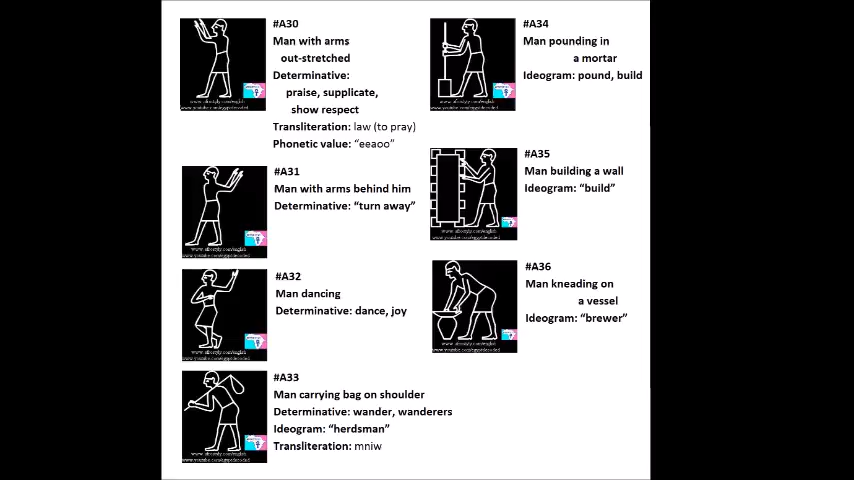 #A30
Man with arms
out-stretched
Determinative:
praise, supplicate,
show respect
Transliteration: law (to pray)
Phonetic value: “eeaoo”
#A31
Man with arms behind him
Determinative: “turn away”
#A32
Man dancing
Determinative: dance, joy
#A33
Man carrying bag on shoulder
Determinative: wander, wanderers
Ideogram: “herdsman”
Transliteration: mniw
#A34
Man pounding in
a mortar
Ideogram: pound, build
#A35
Man building a wall
Ideogram: “build”
#A36
Man kneading on
a vessel
Ideogram: “brewer”